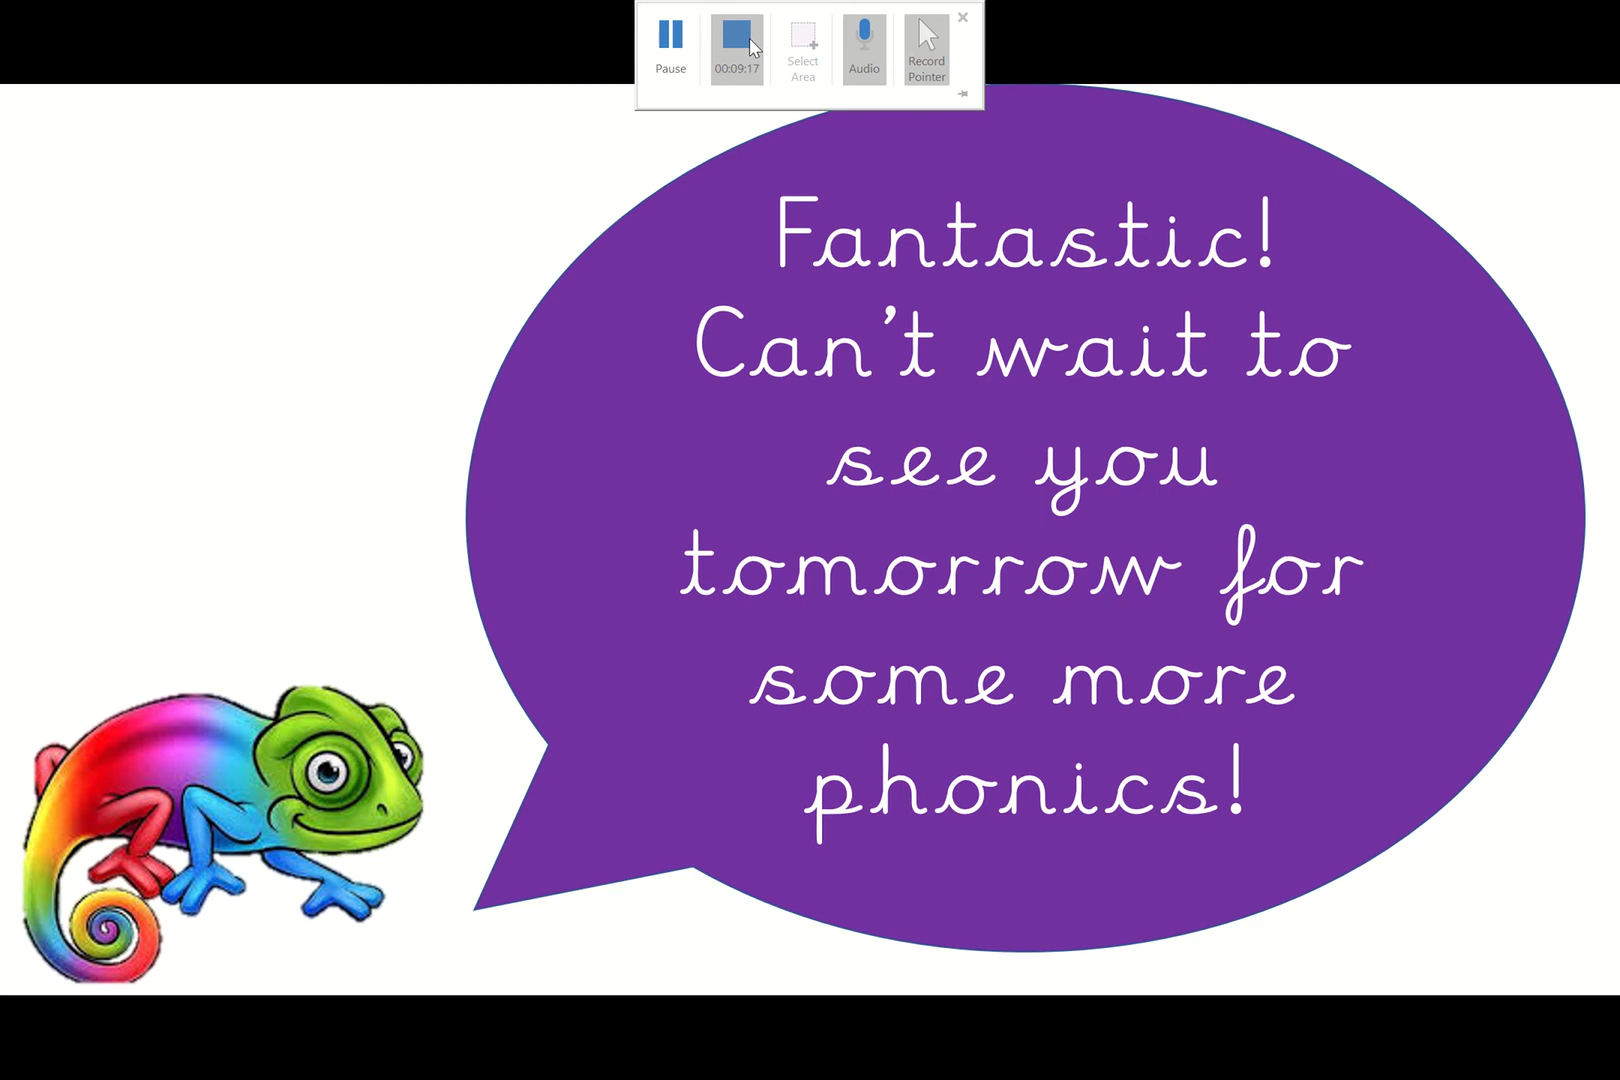 Pause
00:09:17
Select
Area
Audio
Record
Pointer
Fantastic!
Can't wait to
see you
tomorrow for
some more
phonics!